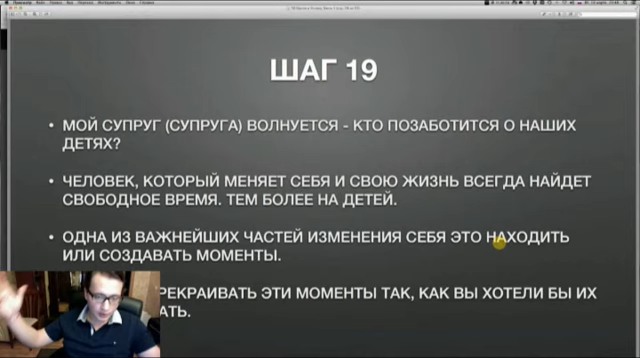 ШАГ 19
• МОЙ СУПРУГ (СУПРУГА) ВОЛНУЕТСЯ - КТО ПОЗАБОТИТСЯ О НАШИХ
ДЕТЯХ?
• ЧЕЛОВЕК, КОТОРЫЙ МЕНЯЕТ СЕБЯ И СВОЮ ЖИЗНЬ ВСЕГДА НАЙДЕТ
СВОБОДНОЕ ВРЕМЯ. ТЕМ БОЛЕЕ НА ДЕТЕЙ.
• ОДНА ИЗ ВАЖНЕЙШИХ ЧАСТЕЙ ИЗМЕНЕНИЯ СЕБЯ ЭТО НАХОДИТЬ
ИЛИ СОЗДАВАТЬ МОМЕНТЫ.
РЕКРАИВАТЬ ЭТИ МОМЕНТЫ ТАК, КАК ВЫ ХОТЕЛИ БЫ ИХ
АТЬ.